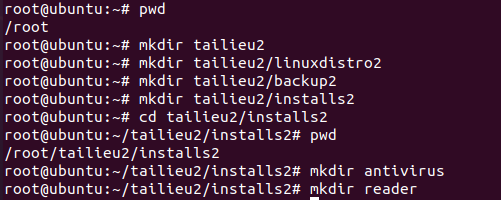 root@ubuntu:~# pwd
/root
root@ubuntu:~# mkdir tailieu2
root@ubuntu:~# mkdir tailieu2/linuxdistro2
root@ubuntu:~# mkdir tailieu2/backup2
root@ubuntu:~# mkdir tailieu2/installs2
root@ubuntu:~# cd tailieu2/installs2
root@ubuntu:~/tailieu2/installs2# pwd
/root/tailieu2/installs2
root@ubuntu:~/tailieu2/installs2# mkdir antivirus
root@ubuntu:~/tailieu2/installs2# mkdir reader